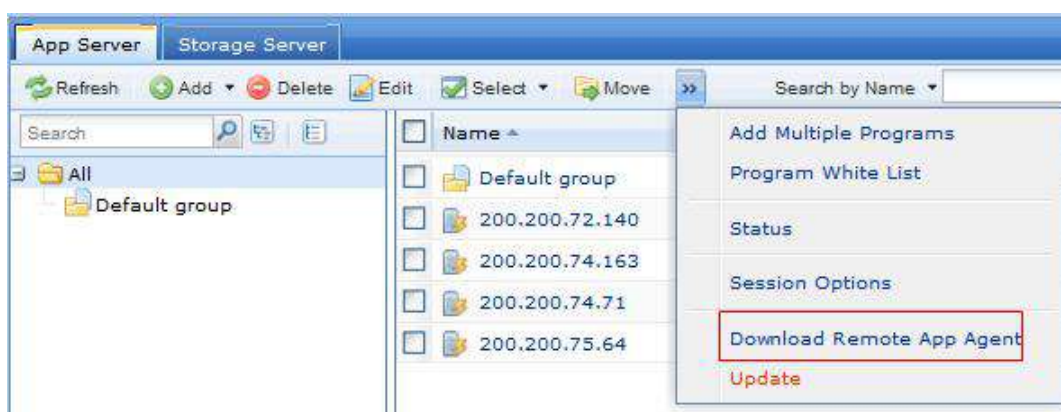 App Server Storage Server
Refresh Add Delete Edit Select Move » Search by Name
Search Name
All
Default group
Default group
200.200.72.140
200.200.74.163
200.200.74.71
200.200.75.64
Add Multiple Programs
Program White List
Status
Session Options
Download Remote App Agent
Update